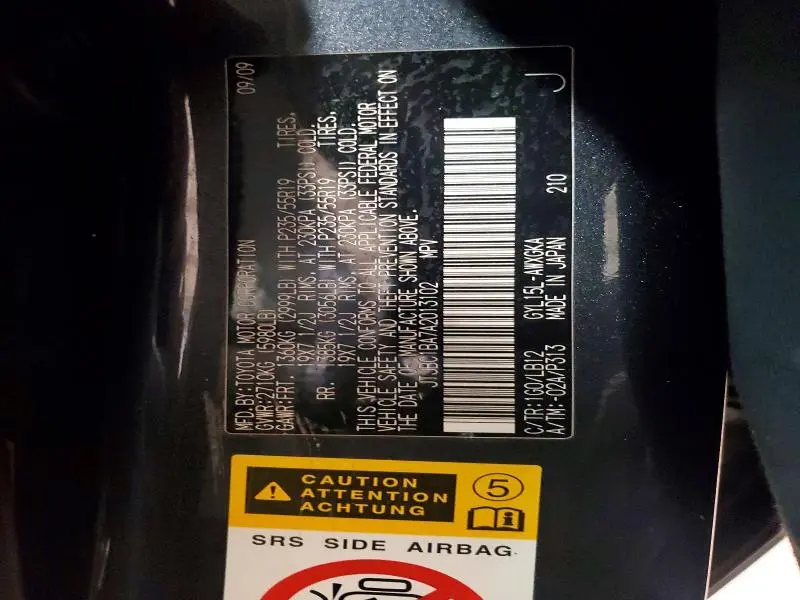 MFD. BY: TOYOTA MOTOR CORPORATION 09/09
GVWR: 2710KG (5980LB)
GAWR: FRT. 1360KG (2999LB) WITH P235/55R19 TIRES,
19X7 1/2J RIMS, AT 230KPA (33PSI) COLD.
RR. 1385KG (3056LB) WITH P235/55R19 TIRES,
19X7 1/2J RIMS, AT 230KPA (33PSI) COLD.
THIS VEHICLE CONFORMS TO ALL APPLICABLE FEDERAL MOTOR
VEHICLE SAFETY AND THEFT PREVENTION STANDARDS IN EFFECT ON
THE DATE OF MANUFACTURE SHOWN ABOVE.
JTJBC1BA7A2013102 MPV
C/TR: 1G0/LB12 GYL15L-AWXGKA
A/TM: -02A/P313 MADE IN JAPAN 210 J
CAUTION
ATTENTION
ACHTUNG
5
SRS SIDE AIRBAG